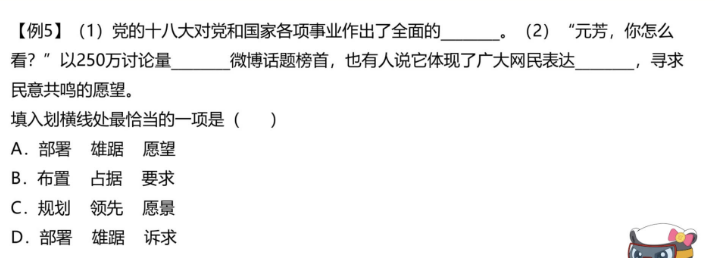 【例5】（1）党的十八大对党和国家各项事业作出了全面的________。（2）“元芳，你怎么
看？”以250万讨论量________微博话题榜首，也有人说它体现了广大网民表达________，寻求
民意共鸣的愿望。
填入划横线处最恰当的一项是（　　）
A．部署　雄踞　愿望
B．布置　占据　要求
C．规划　领先　愿景
D．部署　雄踞　诉求